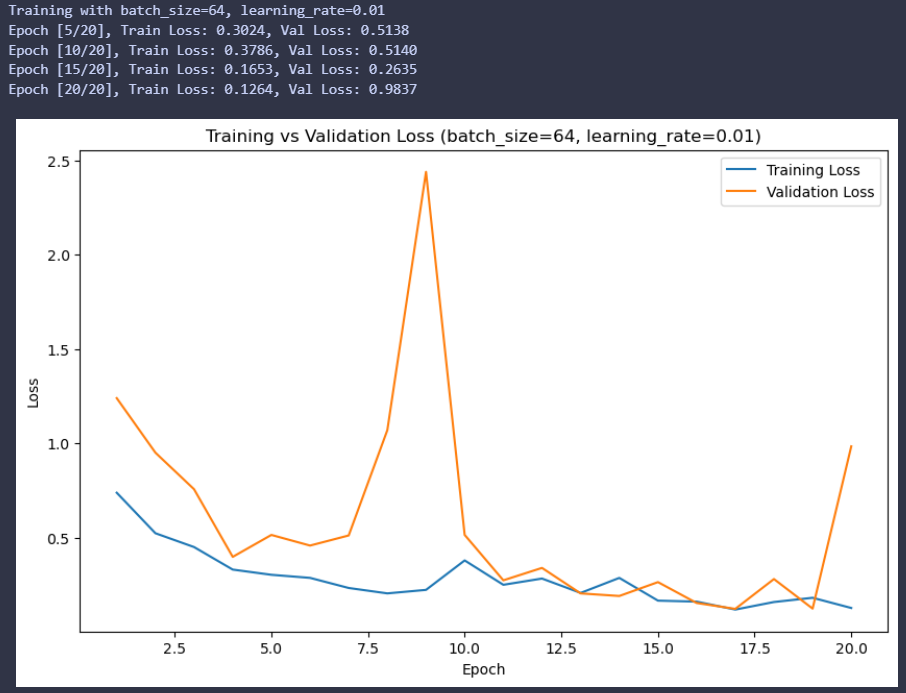 Training with batch_size=64, learning_rate=0.01
Epoch [5/20], Train Loss: 0.3024, Val Loss: 0.5138
Epoch [10/20], Train Loss: 0.3786, Val Loss: 0.5140
Epoch [15/20], Train Loss: 0.1653, Val Loss: 0.2635
Epoch [20/20], Train Loss: 0.1264, Val Loss: 0.9837
Training vs Validation Loss (batch_size=64, learning_rate=0.01)
Training Loss
Validation Loss
2.5
2.0
1.5
1.0
0.5
Loss
2.5
5.0
7.5
10.0
12.5
15.0
17.5
20.0
Epoch